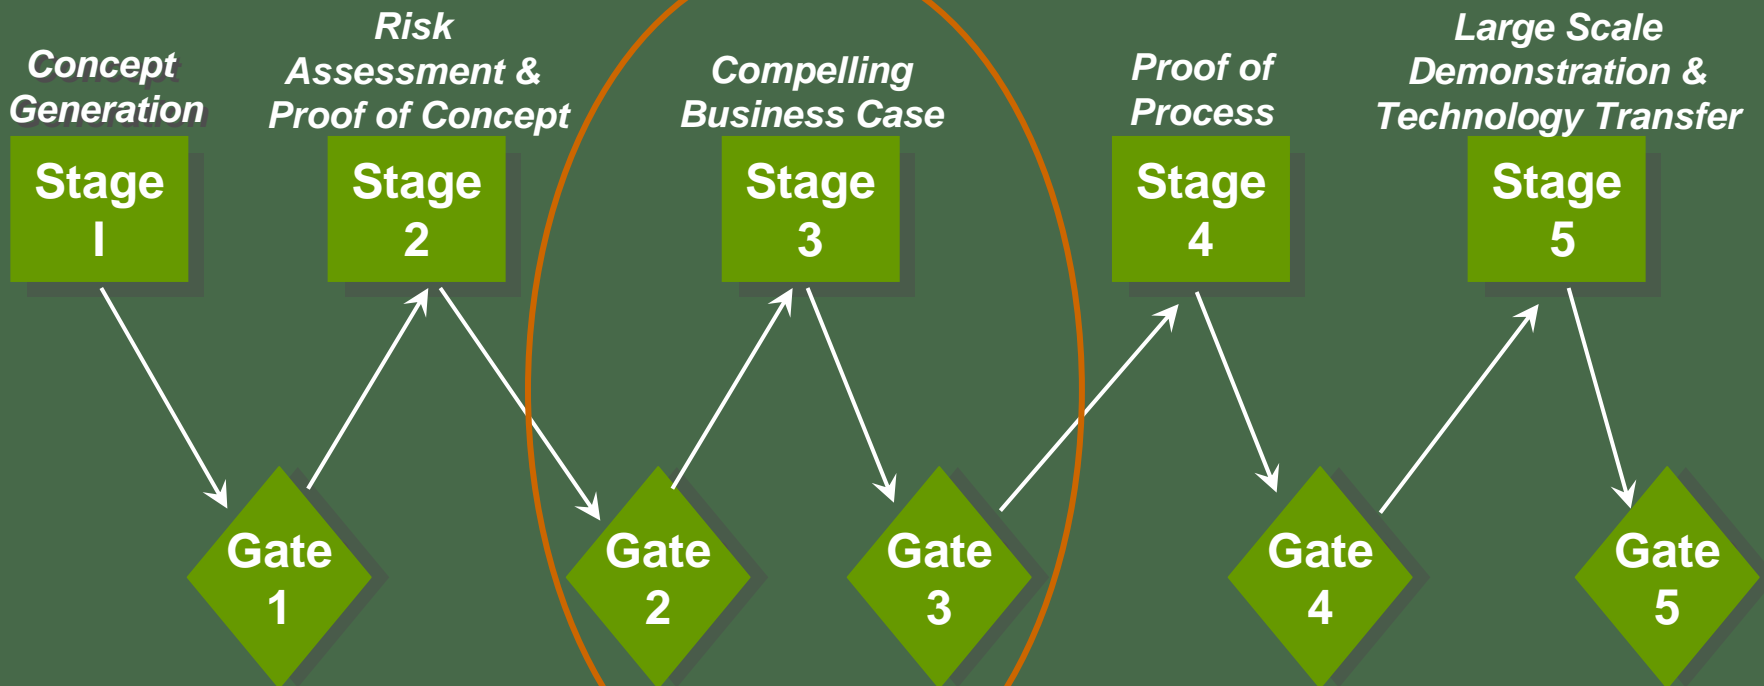 Concept
Generation
Risk
Assessment &
Proof of Concept
Compelling
Business Case
Proof of
Process
Large Scale
Demonstration &
Technology Transfer
Stage
I
Stage
2
Stage
3
Stage
4
Stage
5
Gate
1
Gate
2
Gate
3
Gate
4
Gate
5